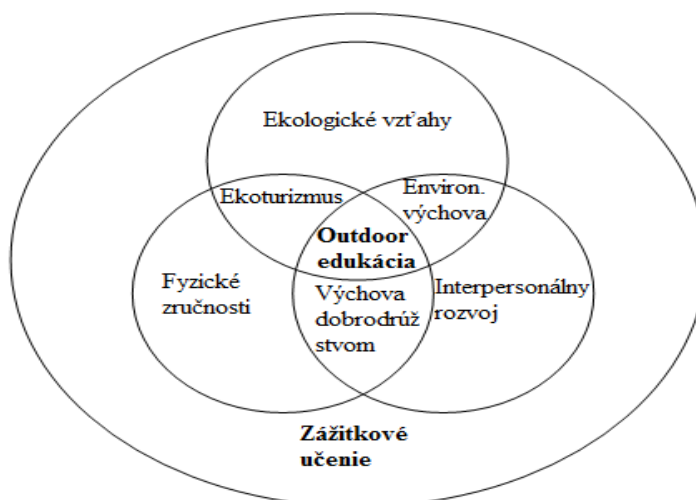 Ekologické vzťahy
Ekoturizmus
Environ.
výchova
Outdoor
edukácia
Fyzické
zručnosti
Výchova
dobrodrúž
stvom
Interpersonálny
rozvoj
Zážitkové
učenie